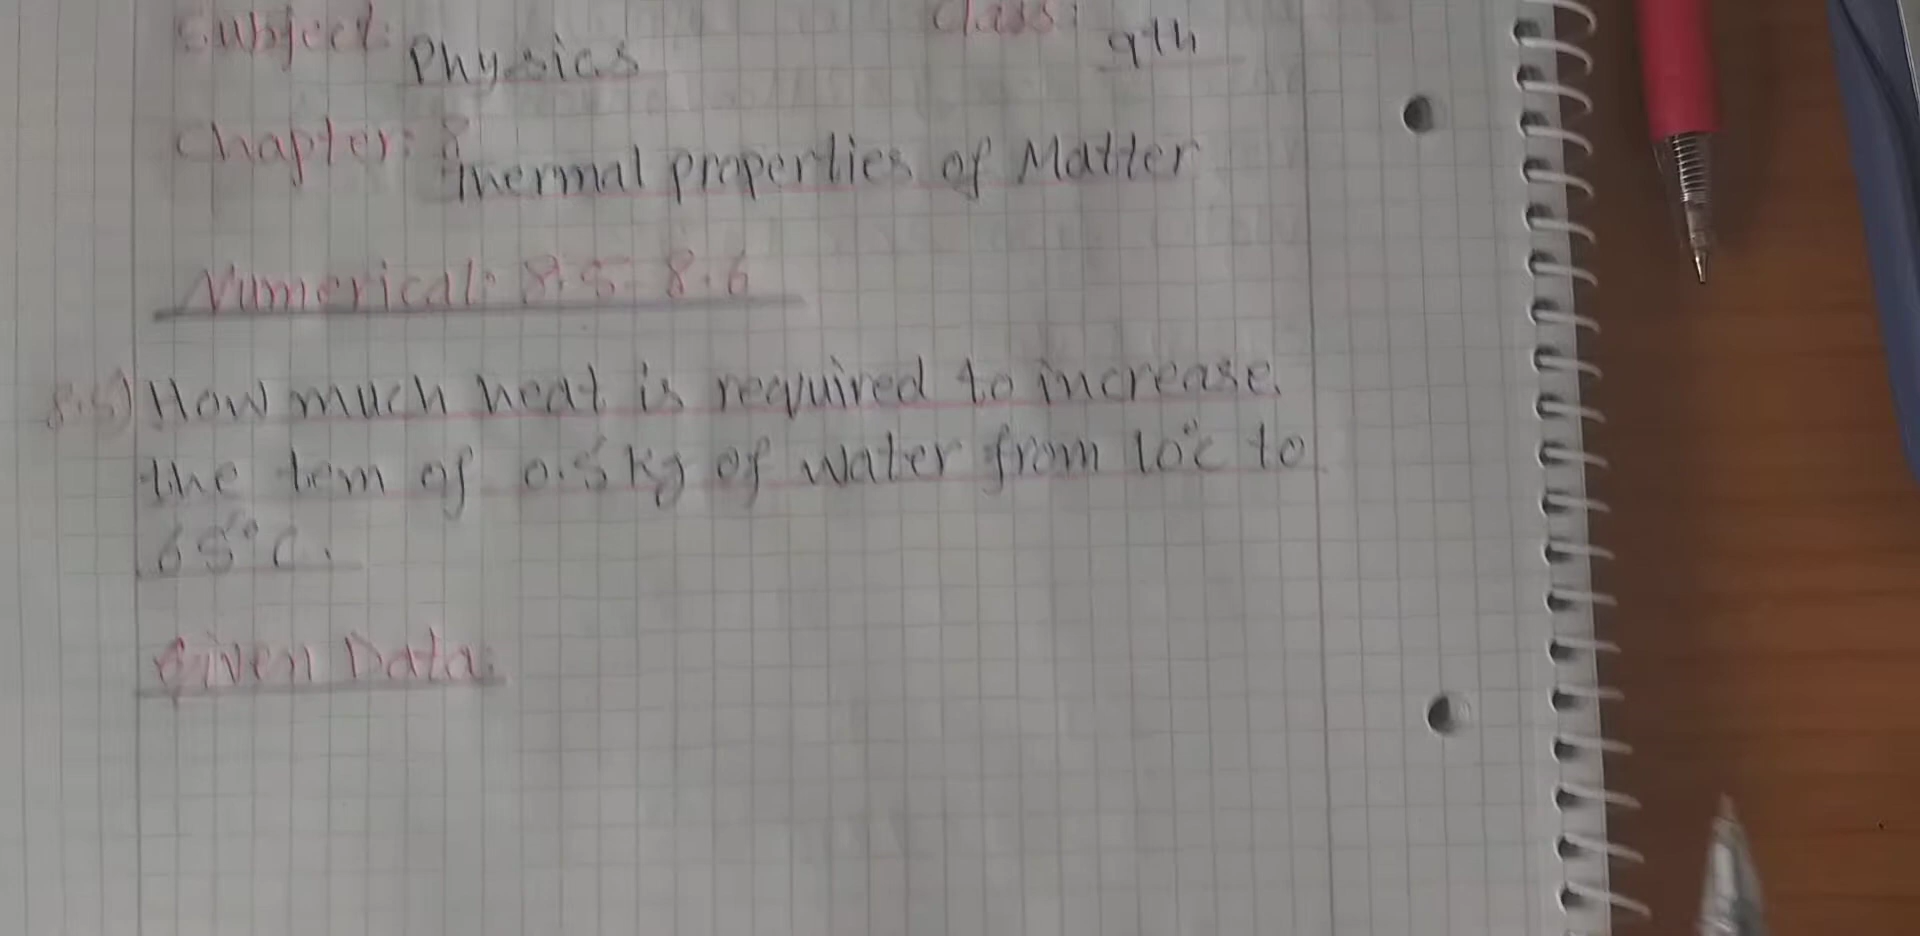 Subject: Physics Class: 9th
Chapter: 8 Thermal properties of Matter
Numerical: 8.5 - 8.6
8.5) How much heat is required to increase
the tem of 0.5 kg of water from 10°c to
65°C.
Given Data: